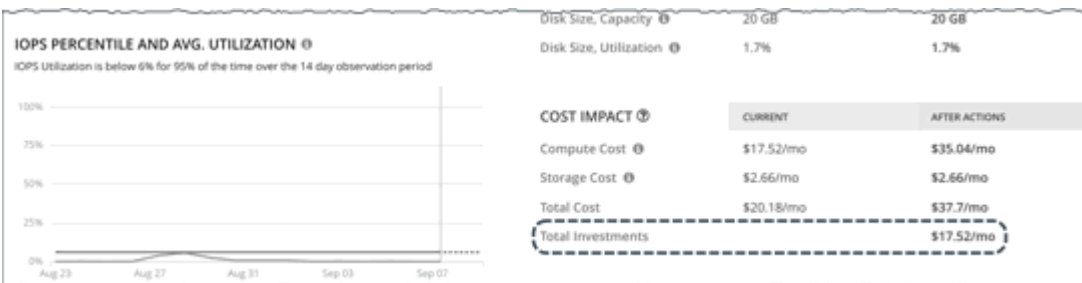 IOPS PERCENTILE AND AVG. UTILIZATION
IOPS Utilization is below 6% for 95% of the time over the 14 day observation period
100%
75%
50%
25%
0%
Aug 23 Aug 27 Aug 31 Sep 03 Sep 07
Disk Size, Capacity 20 GB 20 GB
Disk Size, Utilization 1.7% 1.7%
COST IMPACT CURRENT AFTER ACTIONS
Compute Cost $17.52/mo $35.04/mo
Storage Cost $2.66/mo $2.66/mo
Total Cost $20.18/mo $37.7/mo
Total Investments $17.52/mo